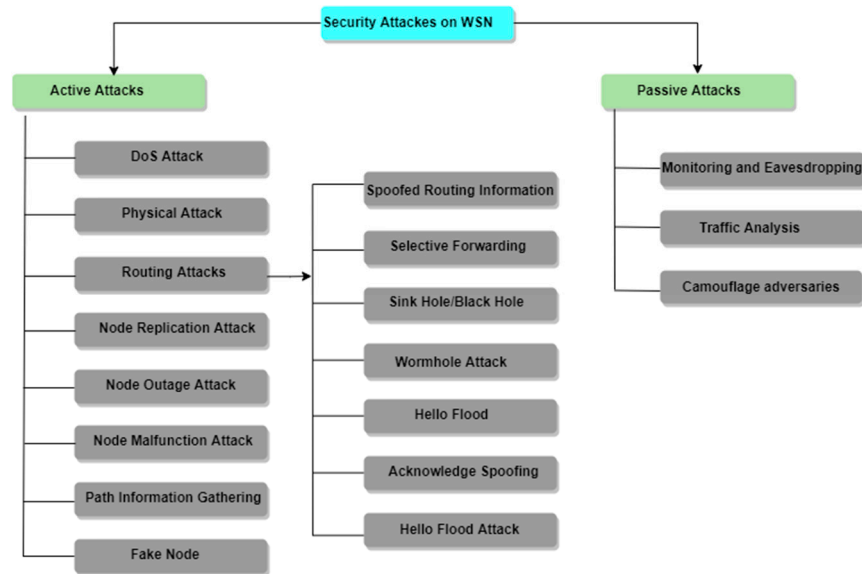 Security Attackes on WSN
Active Attacks
DoS Attack
Physical Attack
Routing Attacks
Node Replication Attack
Node Outage Attack
Node Malfunction Attack
Path Information Gathering
Fake Node
Spoofed Routing Information
Selective Forwarding
Sink Hole/Black Hole
Wormhole Attack
Hello Flood
Acknowledge Spoofing
Hello Flood Attack
Passive Attacks
Monitoring and Eavesdropping
Traffic Analysis
Camouflage adversaries